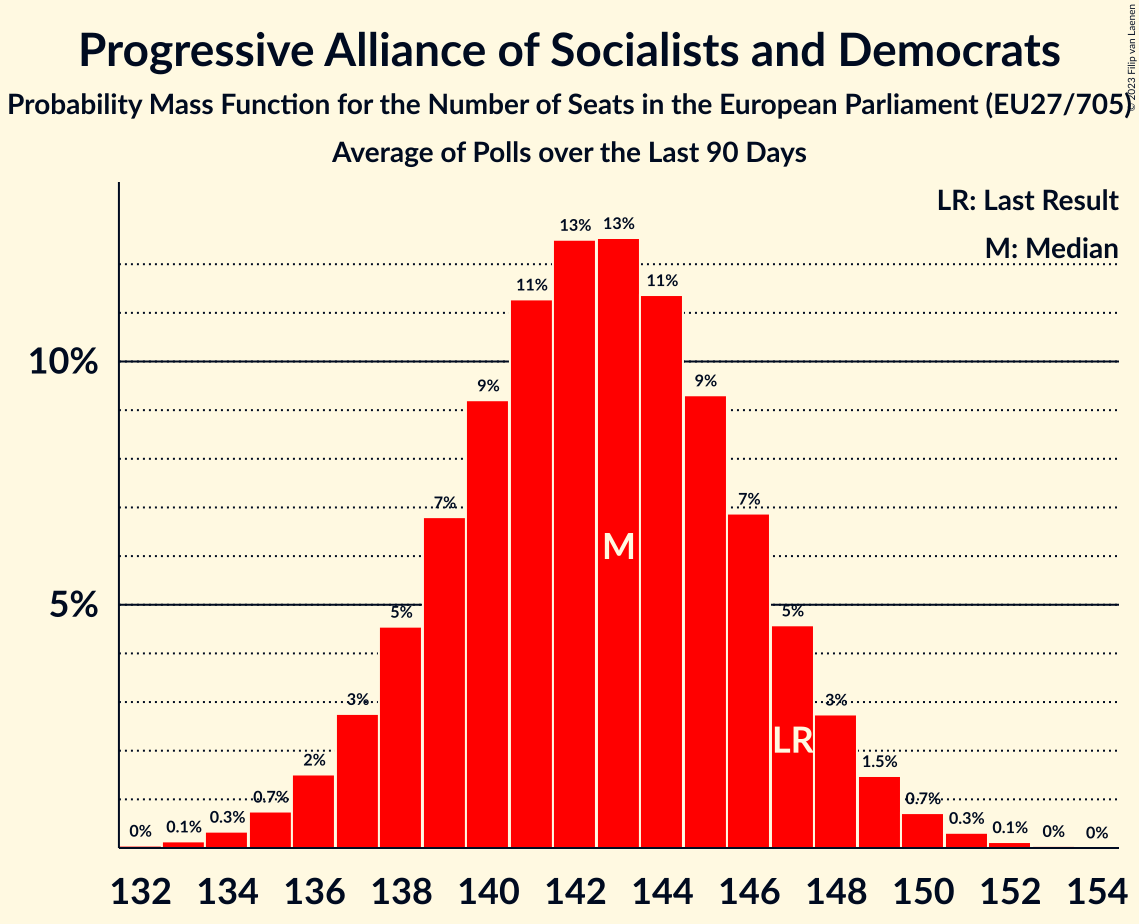 Progressive Alliance of Socialists and Democrats
Probability Mass Function for the Number of Seats in the European Parliament (EU27/705)
Average of Polls over the Last 90 Days
© 2023 Filip van Laenen
LR: Last Result
M: Median
10%
5%
0%
0.1%
0.3%
0.7%
2%
3%
5%
7%
9%
11%
13%
13%
11%
9%
7%
5%
3%
1.5%
0.7%
0.3%
0.1%
0%
0%
M
LR
132 134 136 138 140 142 144 146 148 150 152 154